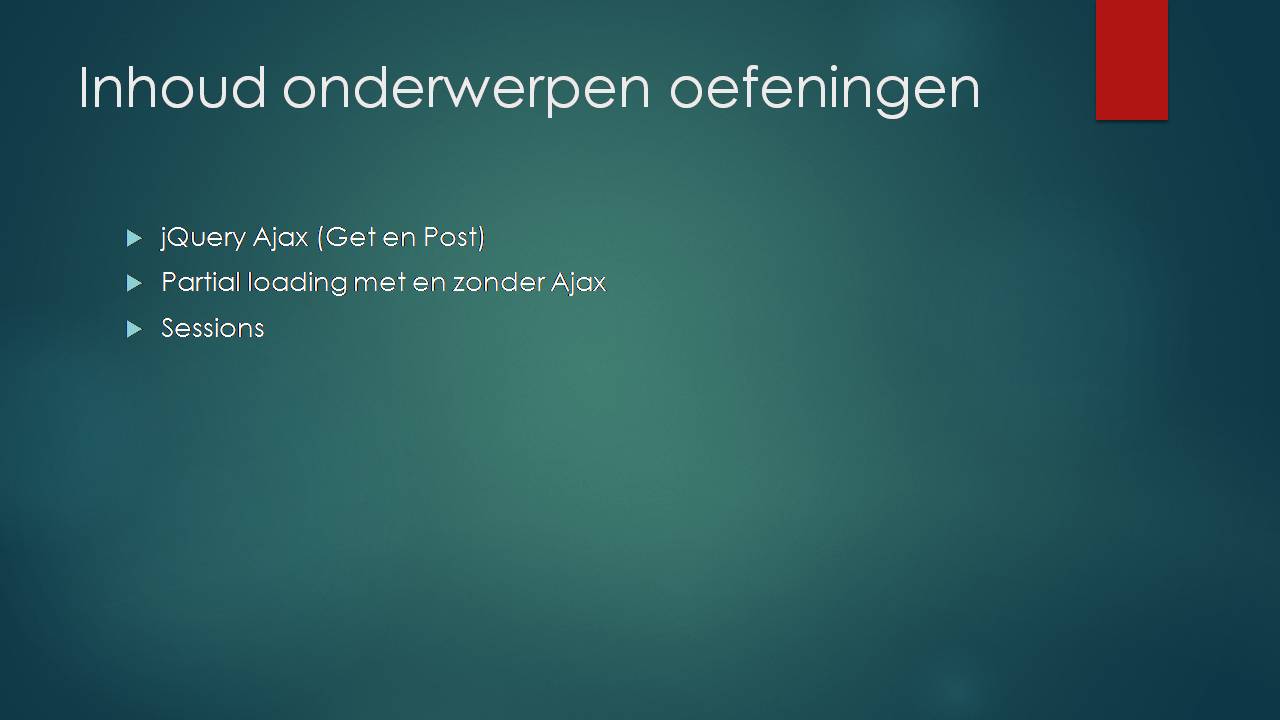 Inhoud onderwerpen oefeningen
jQuery Ajax (Get en Post)
Partial loading met en zonder Ajax
Sessions